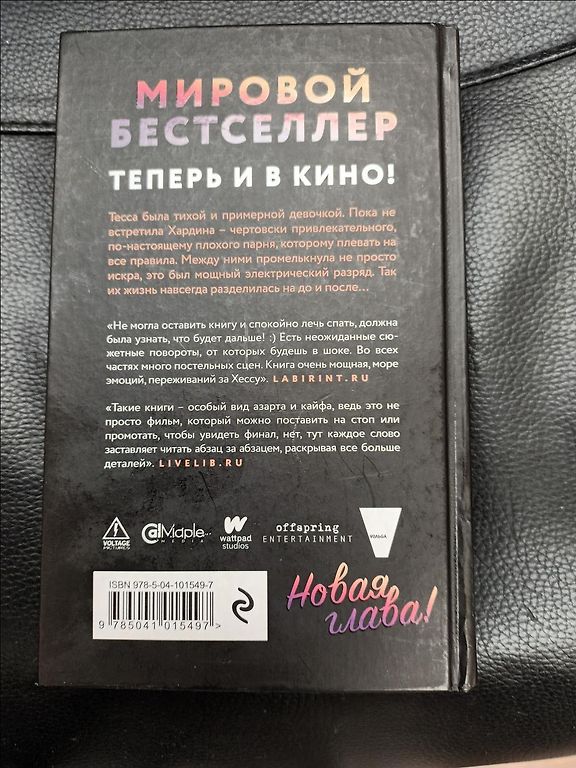 МИРОВОЙ
БЕСТСЕЛЛЕР
ТЕПЕРЬ И В КИНО!
Тесса была тихой и примерной девочкой. Пока не
встретила Хардина – чертовски привлекательного,
по-настоящему плохого парня, которому плевать на
все правила. Между ними промелькнула не просто
искра, это был мощный электрический разряд. Так
их жизнь навсегда разделилась на до и после...
«Не могла оставить книгу и спокойно лечь спать, должна
была узнать, что будет дальше! :) Есть неожиданные сю-
жетные повороты, от которых будешь в шоке. Во всех
частях много постельных сцен. Книга очень мощная, море
эмоций, переживаний за Хессу». LABIRINT.RU
«Такие книги – особый вид азарта и кайфа, ведь это не
просто фильм, который можно поставить на стоп или
промотать, чтобы увидеть финал, нет, тут каждое слово
заставляет читать абзац за абзацем, раскрывая все больше
деталей». LIVELIB.RU
VOLTAGE
PICTURES
CalMaple
MEDIA
wattpad
studios
offspring
ENTERTAINMENT
ВОЛЬГА
ISBN 978-5-04-101549-7
9 785041 015497 >
Новая
глава!